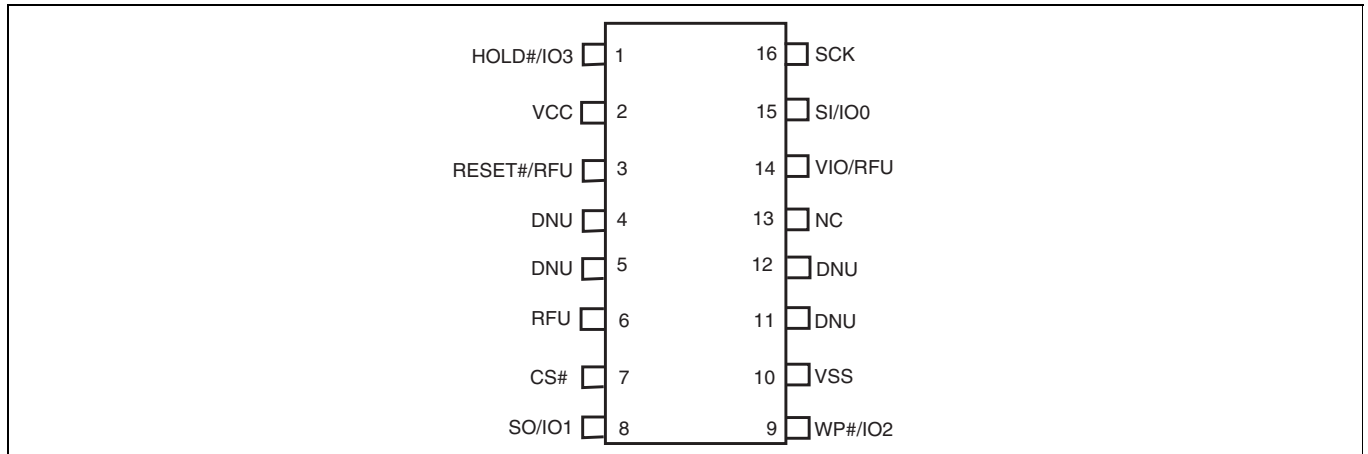 HOLD#/IO3 1 16 SCK
VCC 2 15 SI/IO0
RESET#/RFU 3 14 VIO/RFU
DNU 4 13 NC
DNU 5 12 DNU
RFU 6 11 DNU
CS# 7 10 VSS
SO/IO1 8 9 WP#/IO2